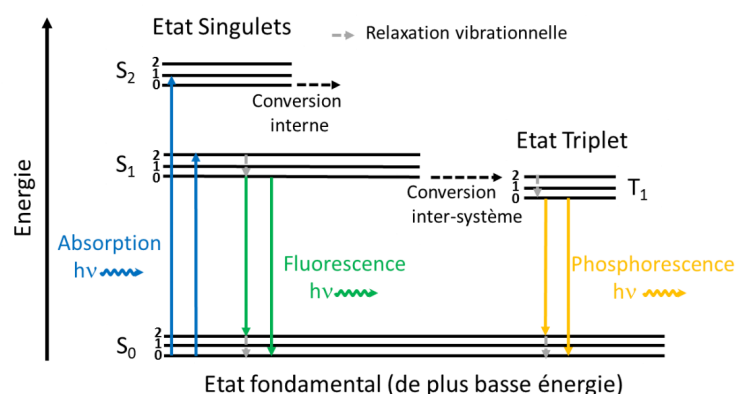 Etat Singulets
Relaxation vibrationnelle
S2
2
1
0
Conversion
interne
Energie
Etat Triplet
S1
2
1
0
2
1
0
T1
Conversion
inter-système
Absorption
hν
Fluorescence
hν
Phosphorescence
hν
S0
2
1
0
Etat fondamental (de plus basse énergie)